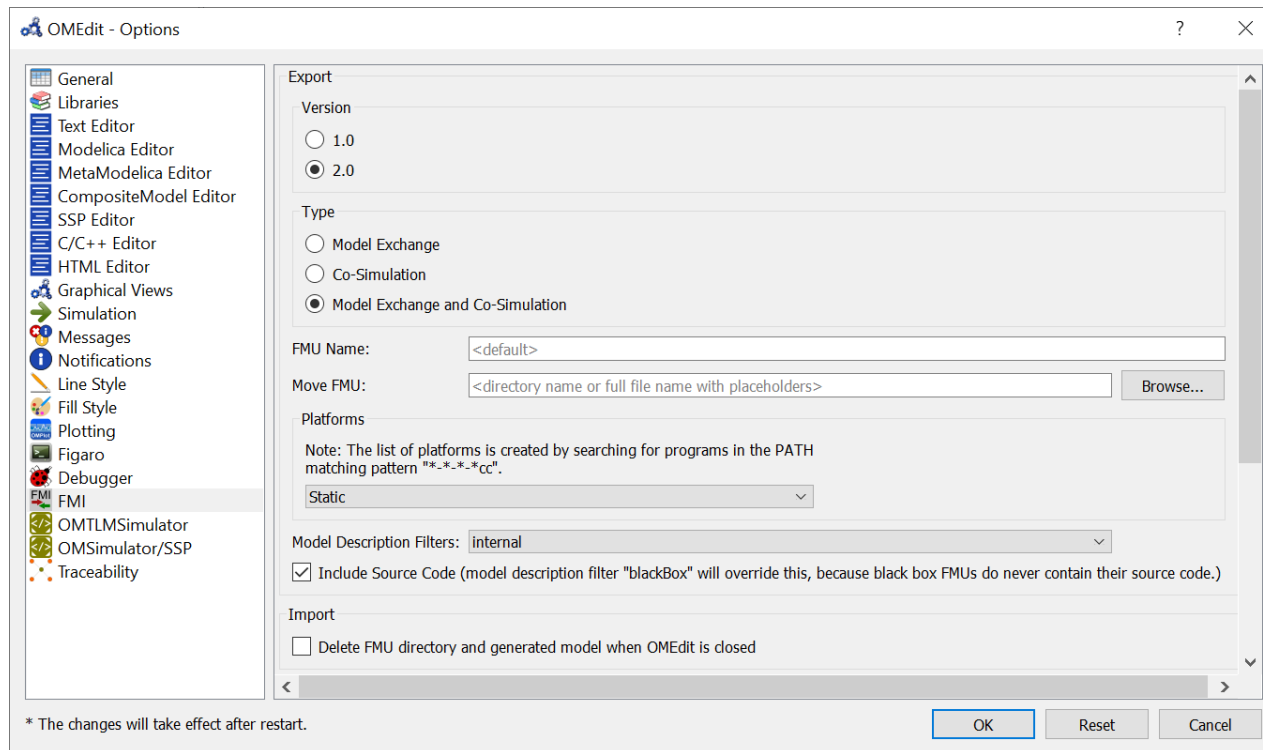 OMEdit - Options
?
General
Libraries
Text Editor
Modelica Editor
MetaModelica Editor
CompositeModel Editor
SSP Editor
C/C++ Editor
HTML Editor
Graphical Views
Simulation
Messages
Notifications
Line Style
Fill Style
Plotting
Figaro
Debugger
FMI
OMTLMSimulator
OMSimulator/SSP
Traceability
Export
Version
1.0
2.0
Type
Model Exchange
Co-Simulation
Model Exchange and Co-Simulation
FMU Name: <default>
Move FMU: <directory name or full file name with placeholders> Browse...
Platforms
Note: The list of platforms is created by searching for programs in the PATH
matching pattern "*-*-*-*cc".
Static
Model Description Filters: internal
Include Source Code (model description filter "blackBox" will override this, because black box FMUs do never contain their source code.)
Import
Delete FMU directory and generated model when OMEdit is closed
* The changes will take effect after restart.
OK Reset Cancel